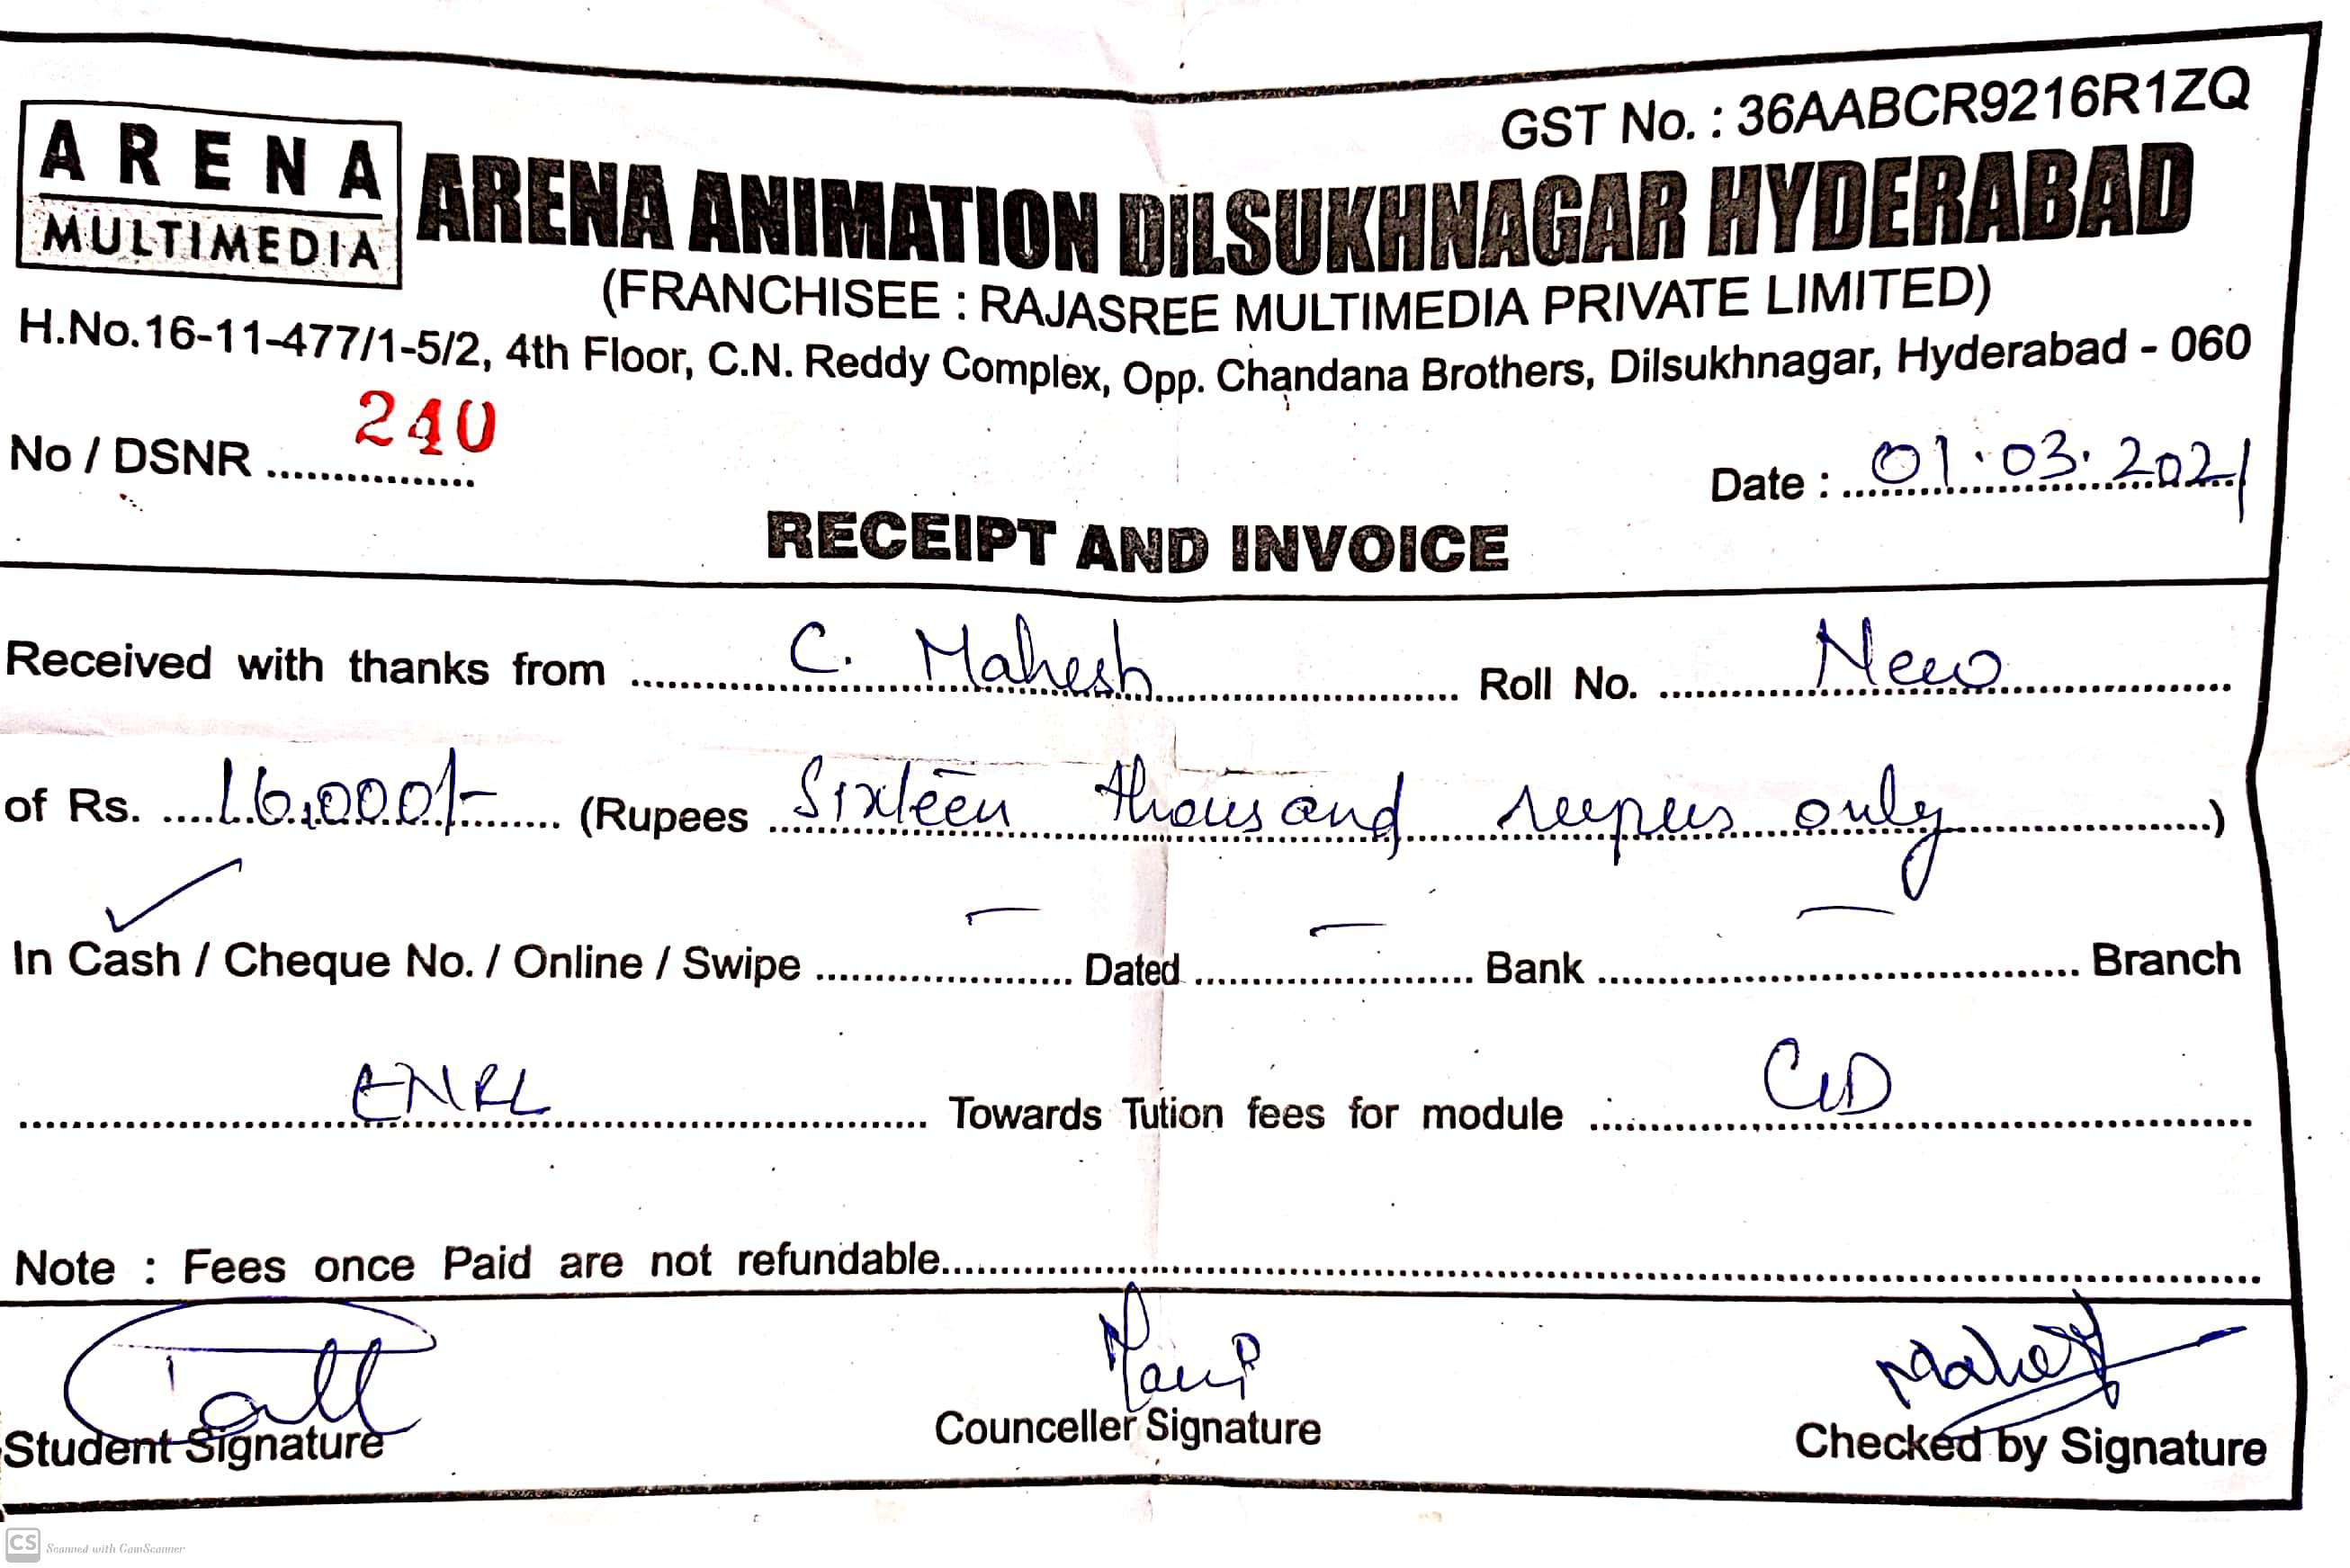 GST No. : 36AABCR9216R1ZQ
ARENA
MULTIMEDIA
ARENA ANIMATION DILSUKHNAGAR HYDERABAD
(FRANCHISEE : RAJASREE MULTIMEDIA PRIVATE LIMITED)
H.No.16-11-477/1-5/2, 4th Floor, C.N. Reddy Complex, Opp. Chandana Brothers, Dilsukhnagar, Hyderabad - 060
No / DSNR 240
Date : 01.03.2021
RECEIPT AND INVOICE
Received with thanks from C. Mahesh Roll No. New
of Rs. 16,000/- (Rupees Sixteen thousand rupees only)
In Cash / Cheque No. / Online / Swipe - Dated - Bank - Branch
ENRL Towards Tution fees for module :
Note : Fees once Paid are not refundable
Mahesh
Student Signature Counceller Signature Checked by Signature
CS Scanned with CamScanner